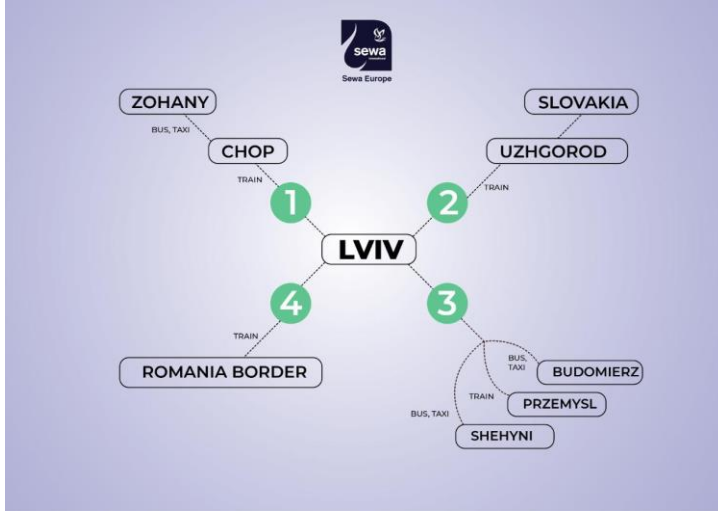 sewa
Sewa Europe
ZOHANY
BUS, TAXI
CHOP
TRAIN
1
SLOVAKIA
UZHGOROD
TRAIN
2
LVIV
4
TRAIN
ROMANIA BORDER
3
BUS,
TAXI
BUDOMIERZ
TRAIN
PRZEMYSL
BUS, TAXI
SHEHYNI